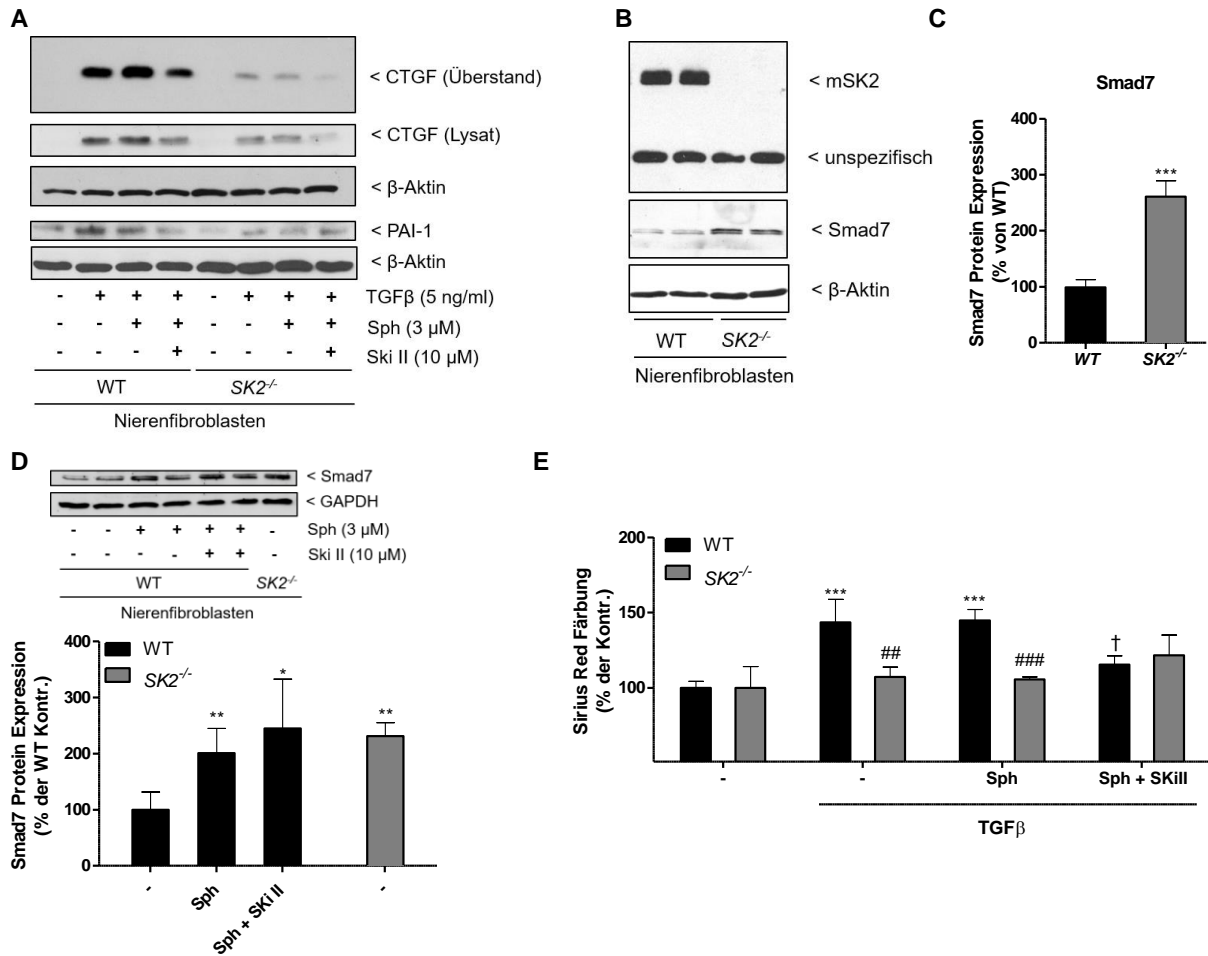 A
< CTGF (Überstand)
< CTGF (Lysat)
< β-Aktin
< PAI-1
< β-Aktin
- + + + - + + + TGFβ (5 ng/ml)
- - + + - - + + Sph (3 µM)
- - - + - - - + Ski II (10 µM)
WT SK2-/-
Nierenfibroblasten
B
< mSK2
< unspezifisch
< Smad7
< β-Aktin
WT SK2-/-
Nierenfibroblasten
C
Smad7
Smad7 Protein Expression
(% von WT)
400
300
200
100
0
***
WT SK2-/-
D
< Smad7
< GAPDH
- - + + + + - Sph (3 µM)
- - - - + + - Ski II (10 µM)
WT SK2-/-
Nierenfibroblasten
Smad7 Protein Expression
(% der WT Kontr.)
400
300
200
100
0
WT
SK2-/-
** * **
- Sph Sph + SKi II -
E
Sirius Red Färbung
(% der Kontr.)
200
150
100
WT
SK2-/-
*** ## *** ### †
- - Sph Sph + SKiII
TGFβ